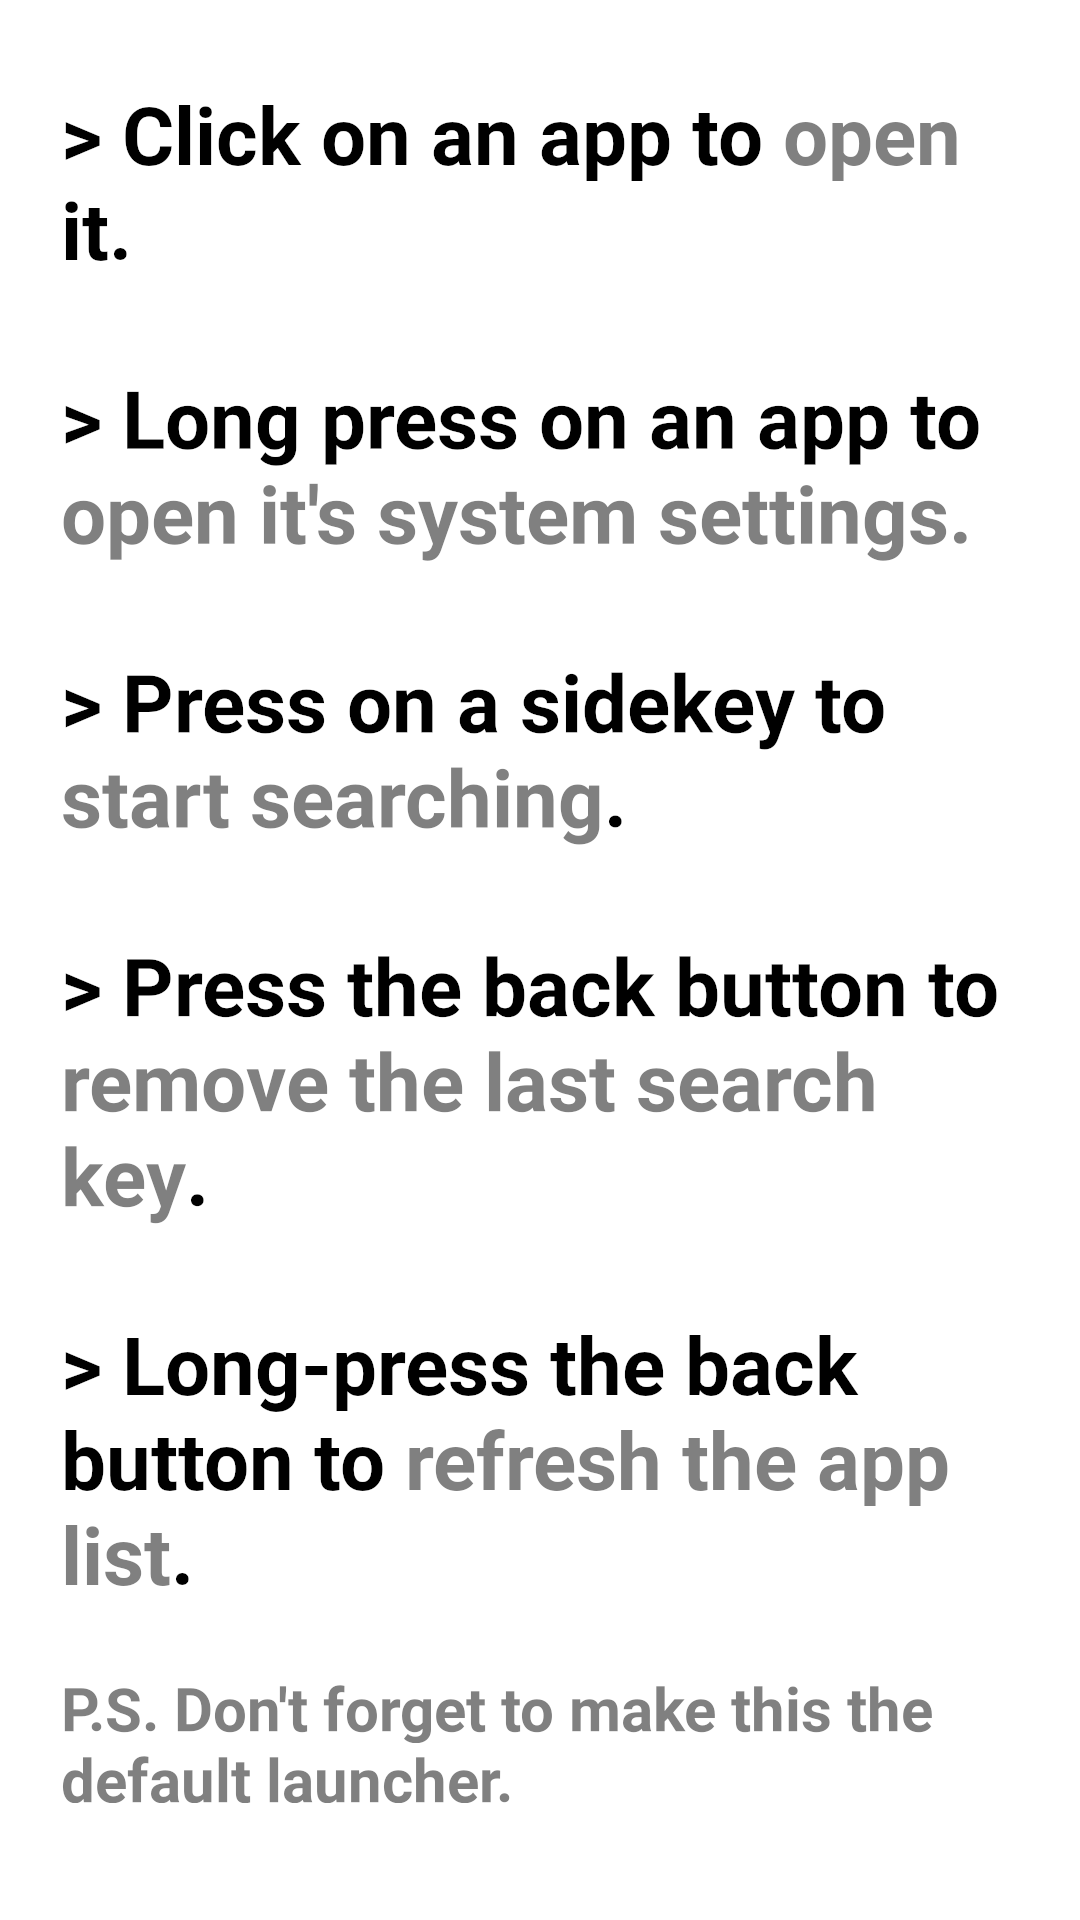 > Click on an app to open
it.
> Long press on an app to
open it's system settings.
> Press on a sidekey to
start searching.
> Press the back button to
remove the last search
key.
> Long-press the back
button to refresh the app
list.
P.S. Don't forget to make this the
default launcher.